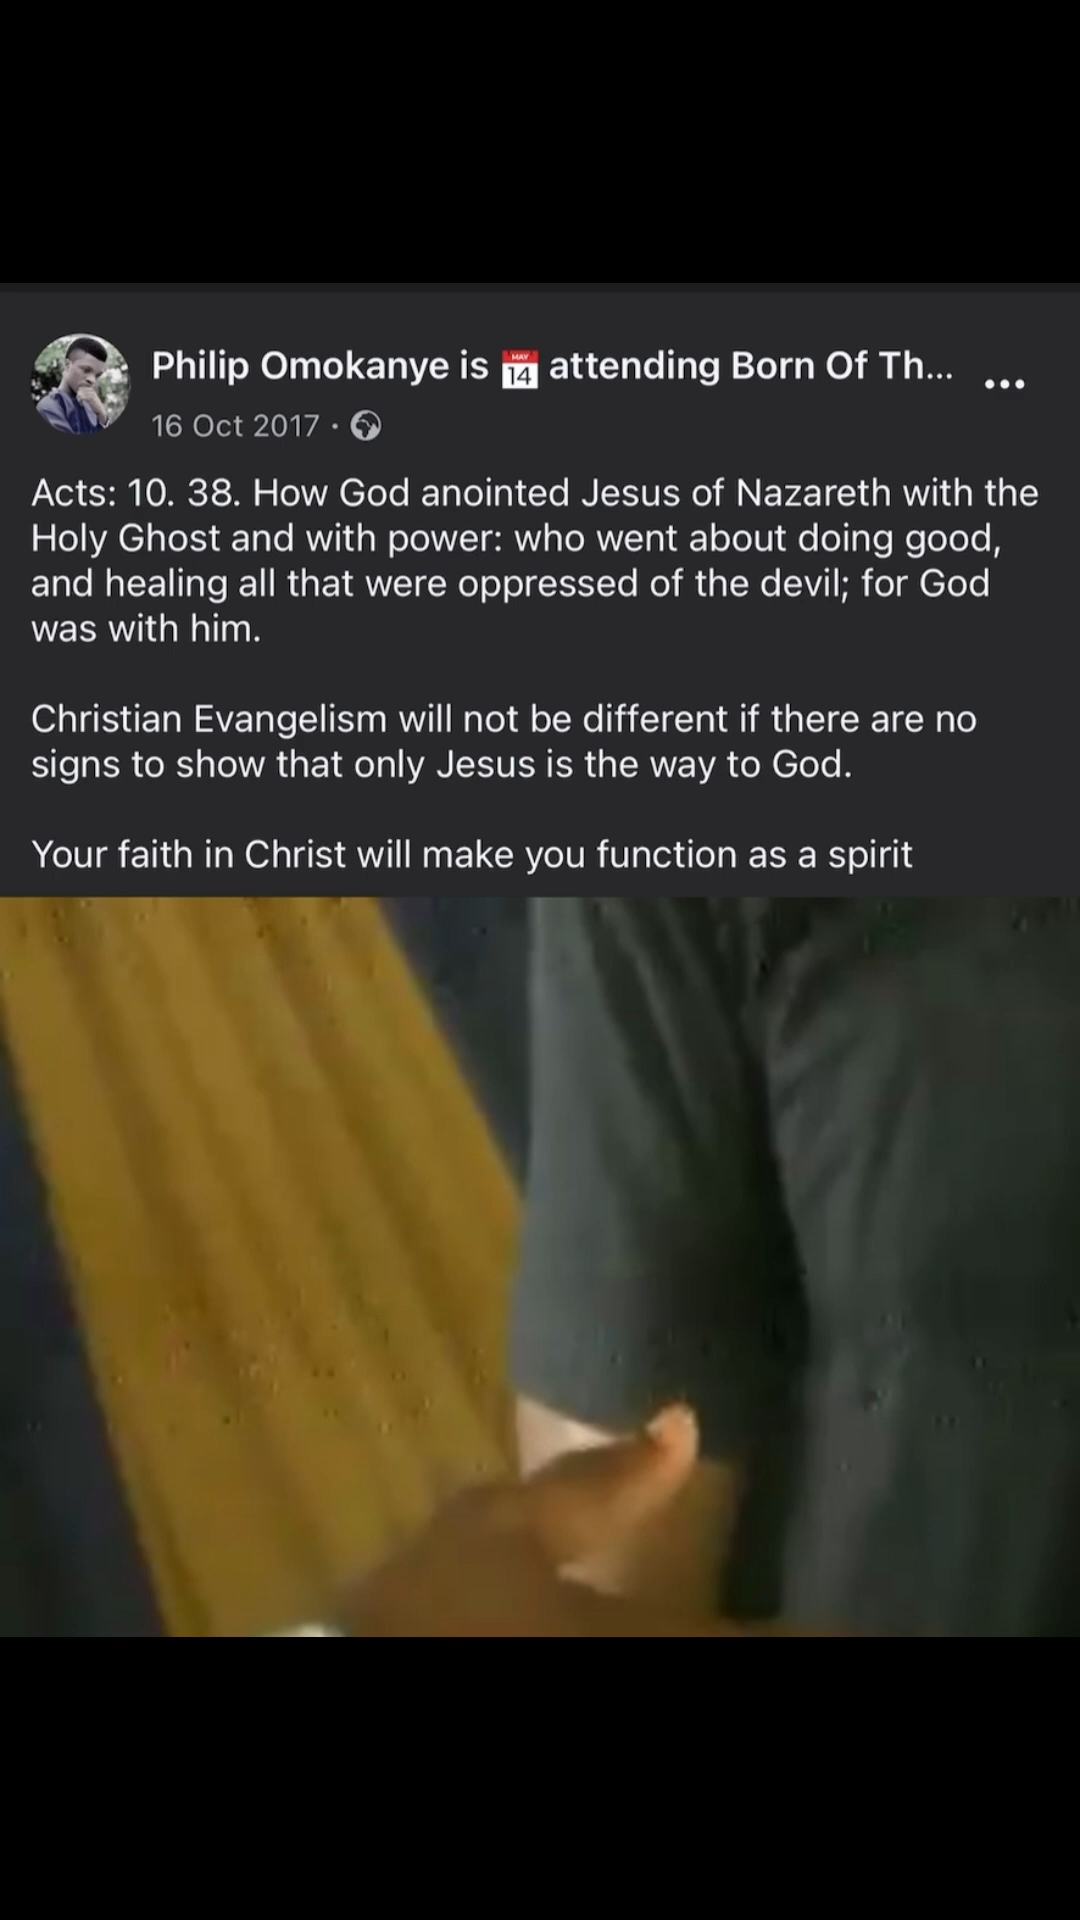 Philip Omokanye is MAY 14 attending Born Of Th...
16 Oct 2017 ·
Acts: 10. 38. How God anointed Jesus of Nazareth with the
Holy Ghost and with power: who went about doing good,
and healing all that were oppressed of the devil; for God
was with him.
Christian Evangelism will not be different if there are no
signs to show that only Jesus is the way to God.
Your faith in Christ will make you function as a spirit